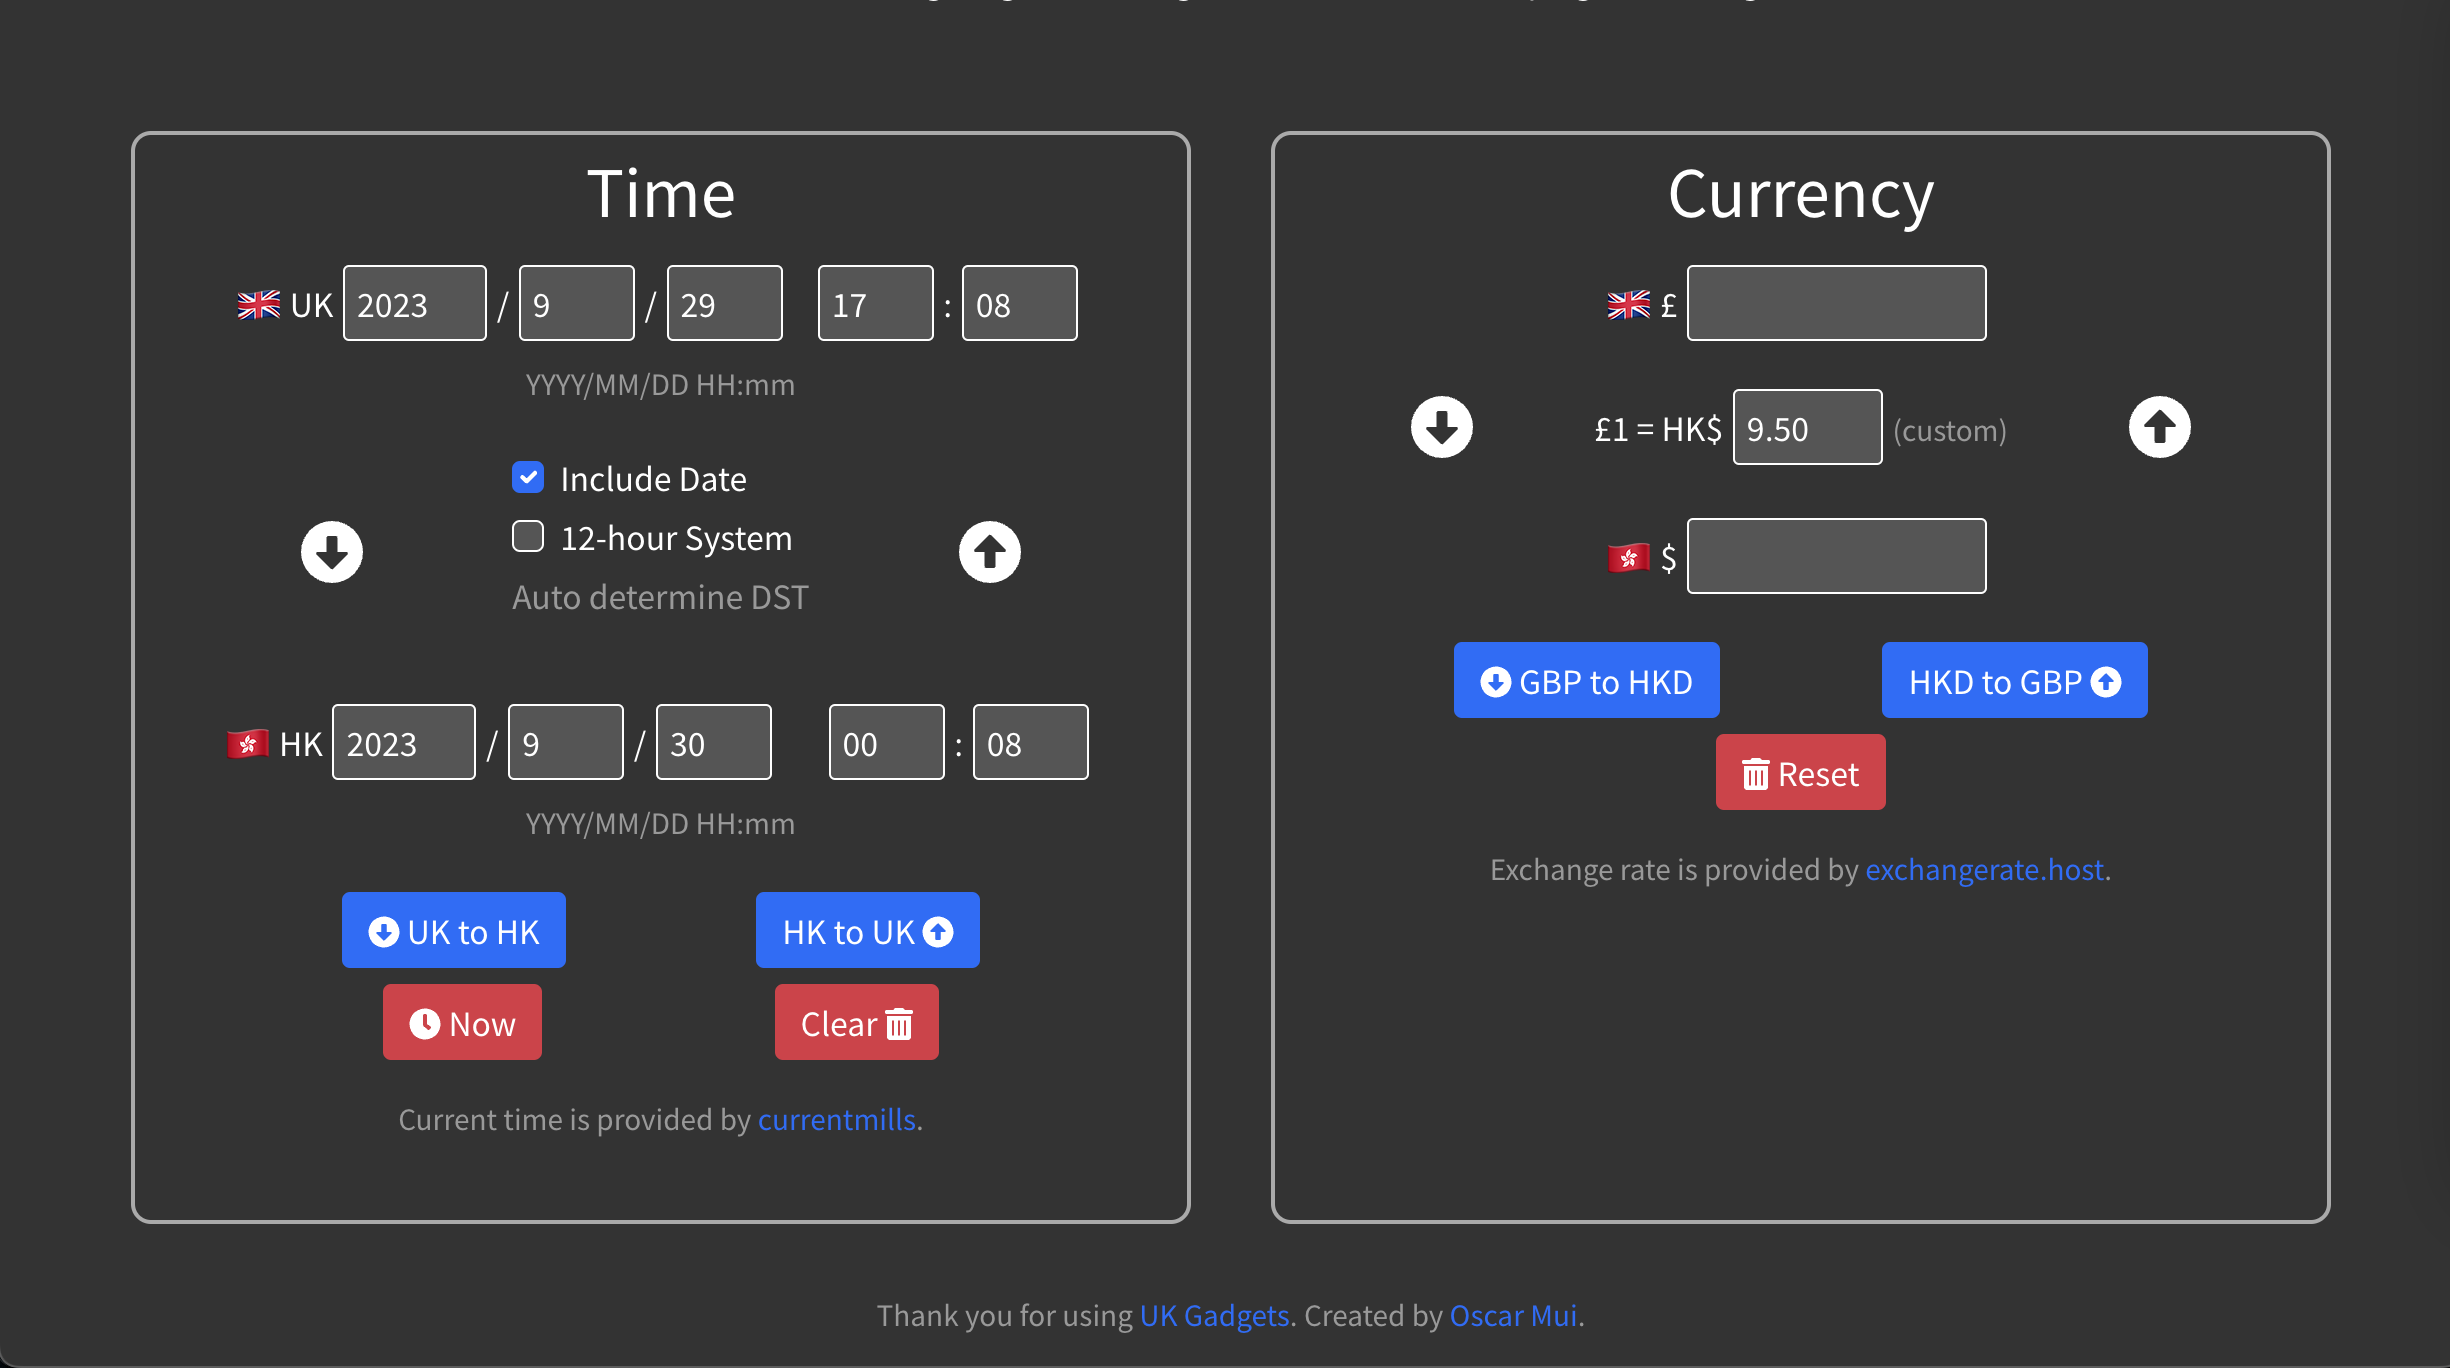 Time
UK 2023 / 9 / 29 17 : 08
YYYY/MM/DD HH:mm
Include Date
12-hour System
Auto determine DST
HK 2023 / 9 / 30 00 : 08
YYYY/MM/DD HH:mm
UK to HK
HK to UK
Now
Clear
Current time is provided by currentmills.
Currency
£
£1 = HK$ 9.50 (custom)
$
GBP to HKD
HKD to GBP
Reset
Exchange rate is provided by exchangerate.host.
Thank you for using UK Gadgets. Created by Oscar Mui.